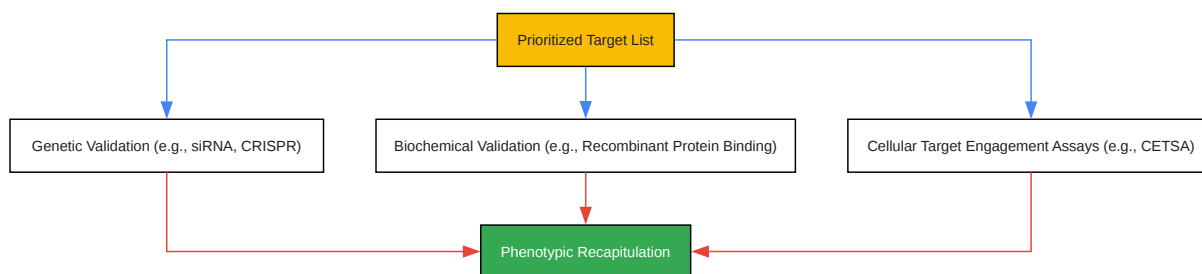 Prioritized Target List
Genetic Validation (e.g., siRNA, CRISPR)
Biochemical Validation (e.g., Recombinant Protein Binding)
Cellular Target Engagement Assays (e.g., CETSA)
Phenotypic Recapitulation